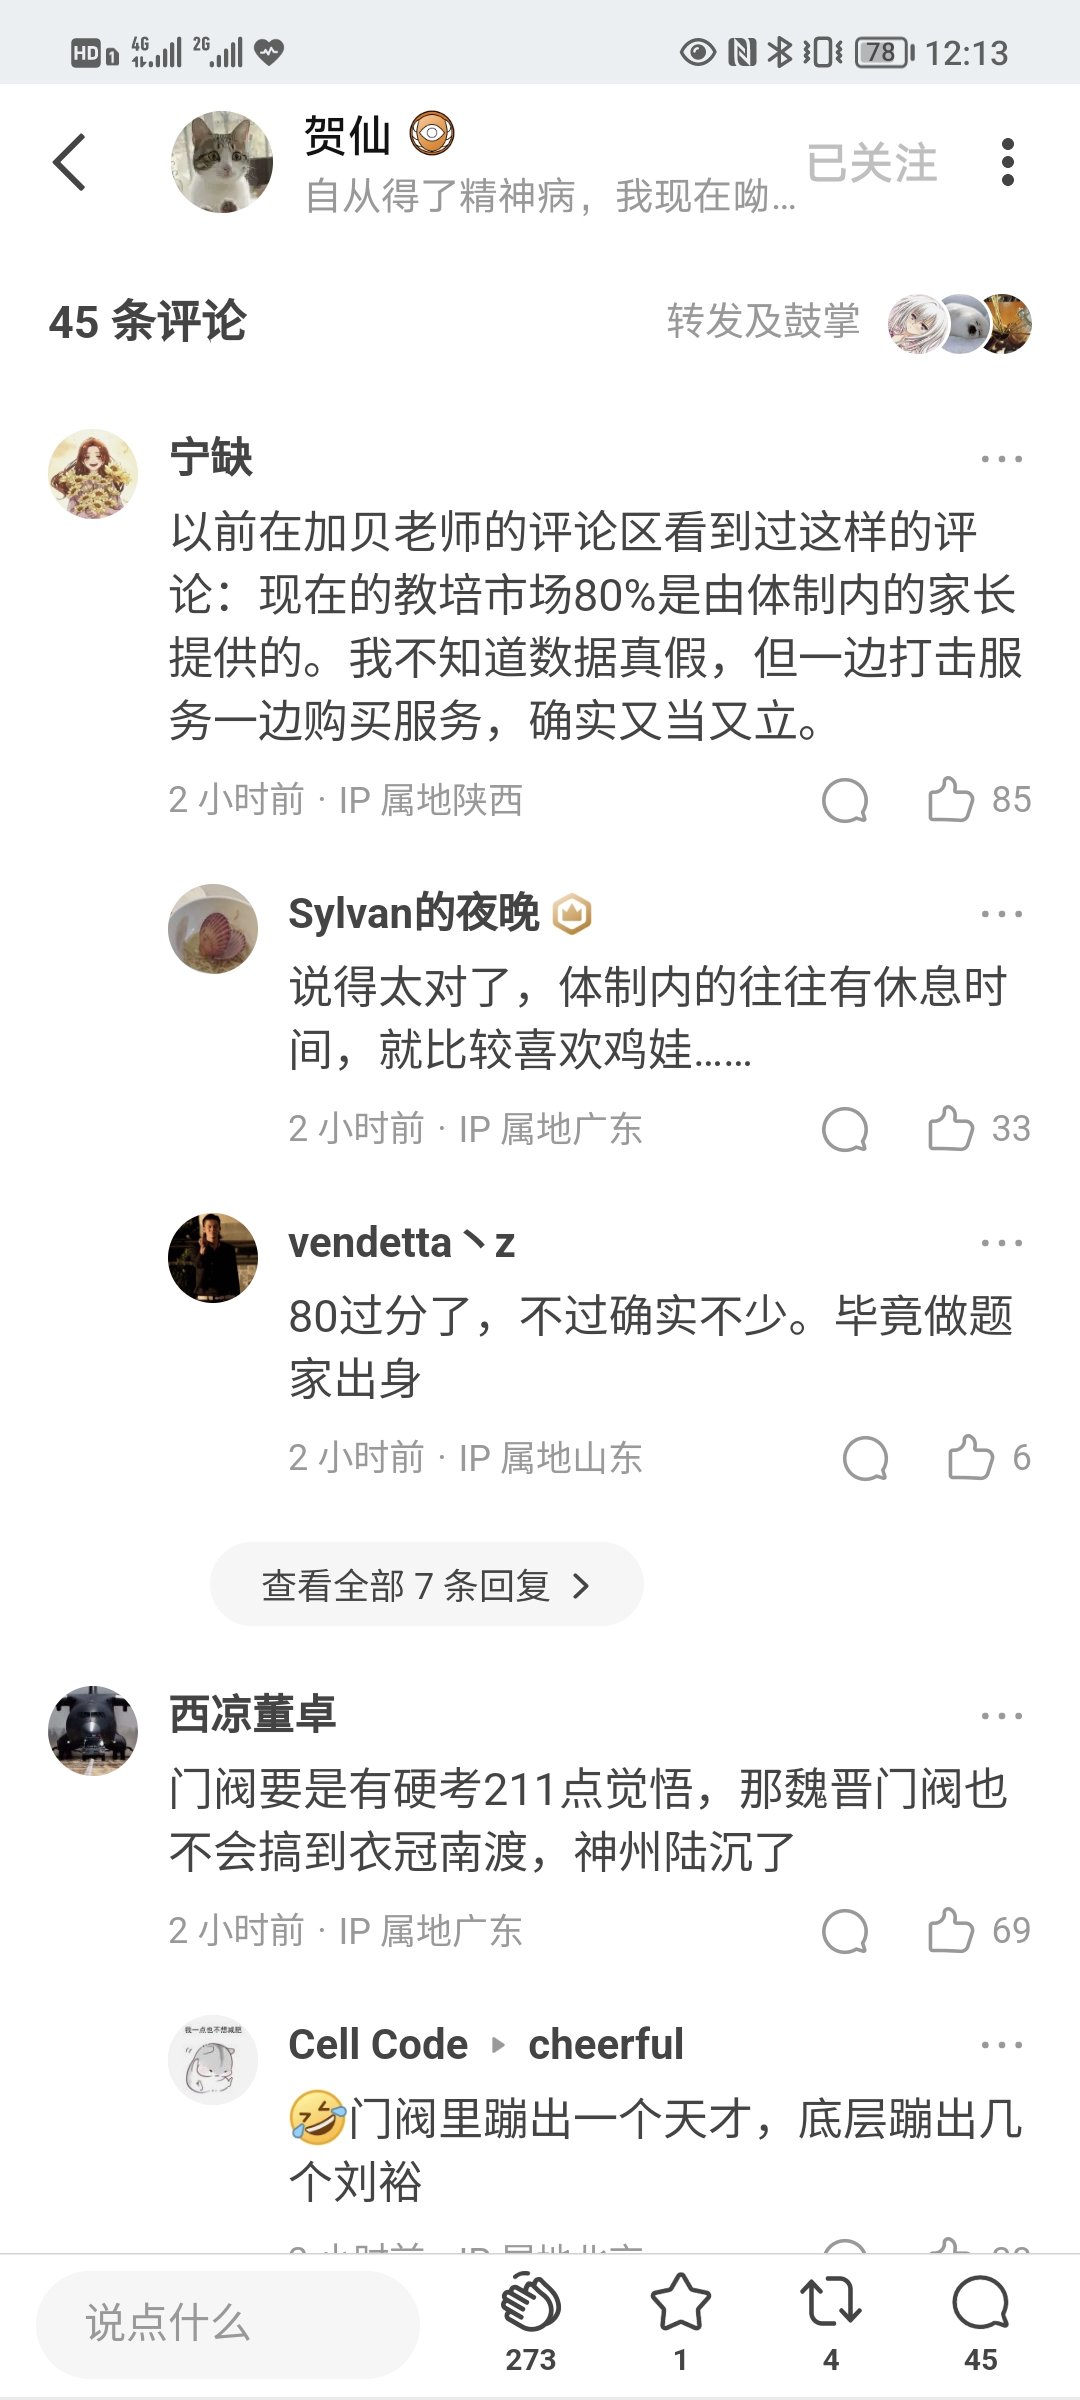 HD 1 4G 2G 78 12:13
贺仙
自从得了精神病，我现在呦...
已关注
45 条评论
转发及鼓掌
宁缺
以前在加贝老师的评论区看到过这样的评
论：现在的教培市场80%是由体制内的家长
提供的。我不知道数据真假，但一边打击服
务一边购买服务，确实又当又立。
2 小时前 · IP 属地陕西
85
Sylvan的夜晚
说得太对了，体制内的往往有休息时
间，就比较喜欢鸡娃......
2 小时前 · IP 属地广东
33
vendetta丶z
80过分了，不过确实不少。毕竟做题
家出身
2 小时前 · IP 属地山东
6
查看全部 7 条回复
西凉董卓
门阀要是有硬考211点觉悟，那魏晋门阀也
不会搞到衣冠南渡，神州陆沉了
2 小时前 · IP 属地广东
69
我一点也不想减肥
Cell Code ▸ cheerful
🤣门阀里蹦出一个天才，底层蹦出几
个刘裕
说点什么
273
1
4
45